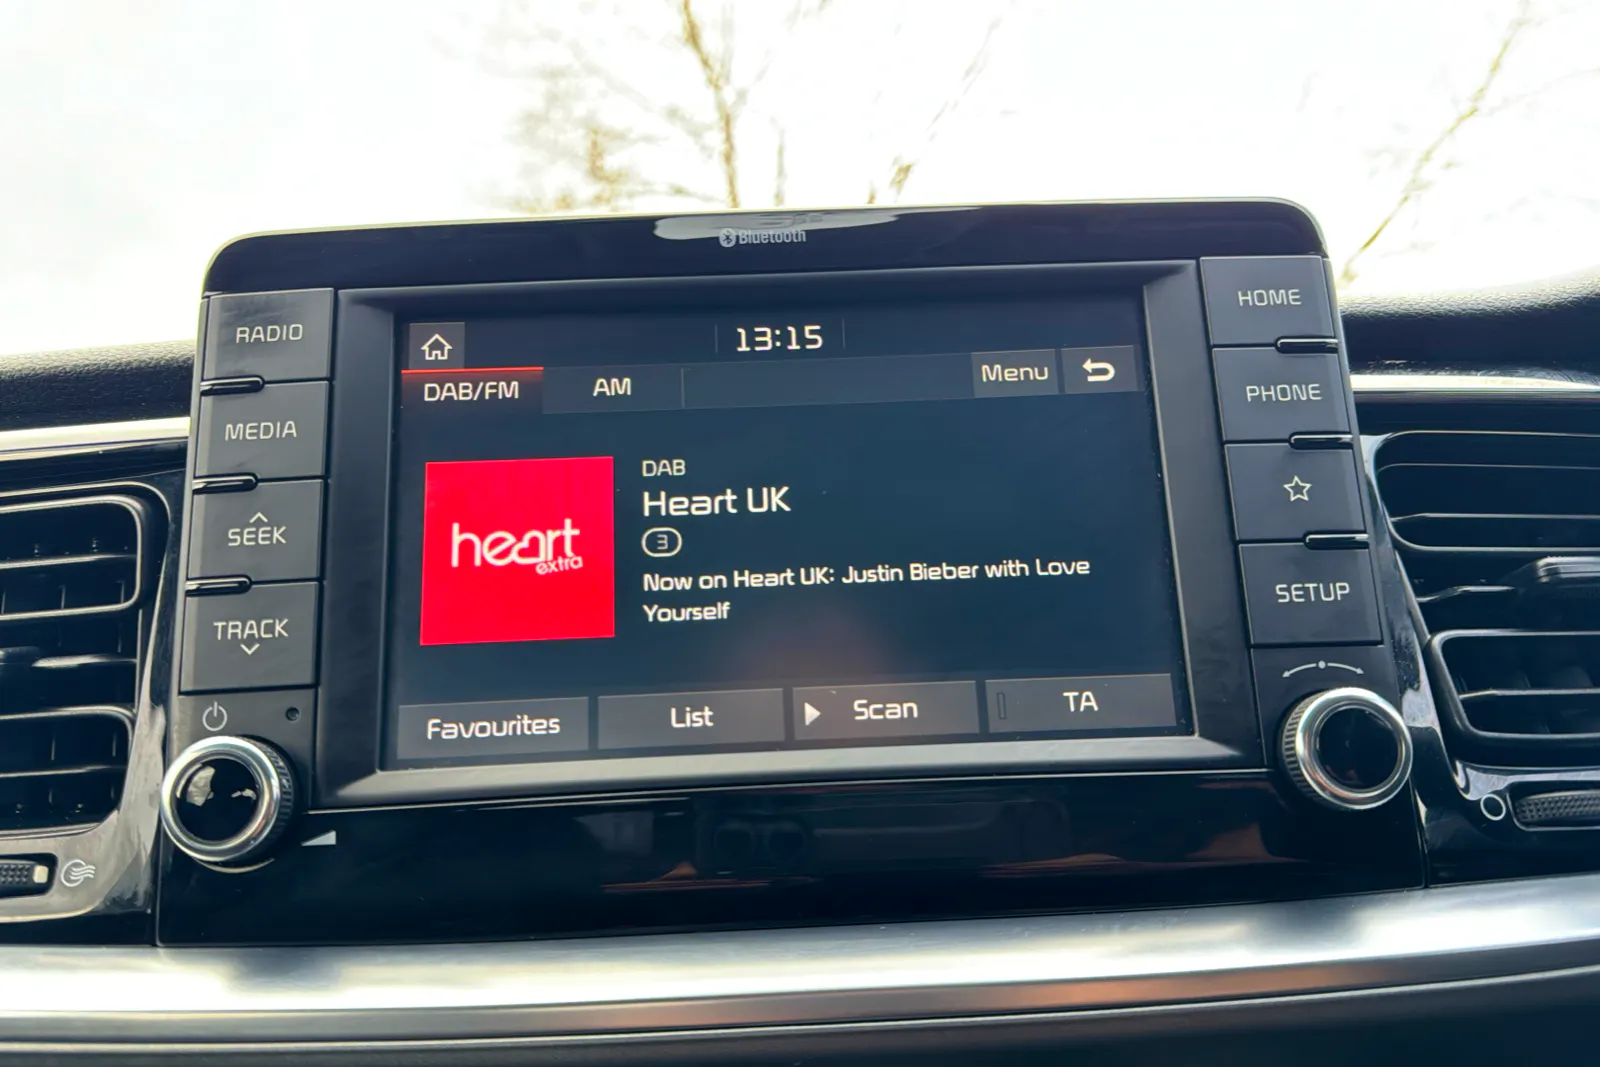 Bluetooth
RADIO
MEDIA
SEEK
TRACK
13:15
DAB/FM
AM
Menu
heart
extra
DAB
Heart UK
3
Now on Heart UK: Justin Bieber with Love
Yourself
Favourites
List
Scan
TA
HOME
PHONE
SETUP